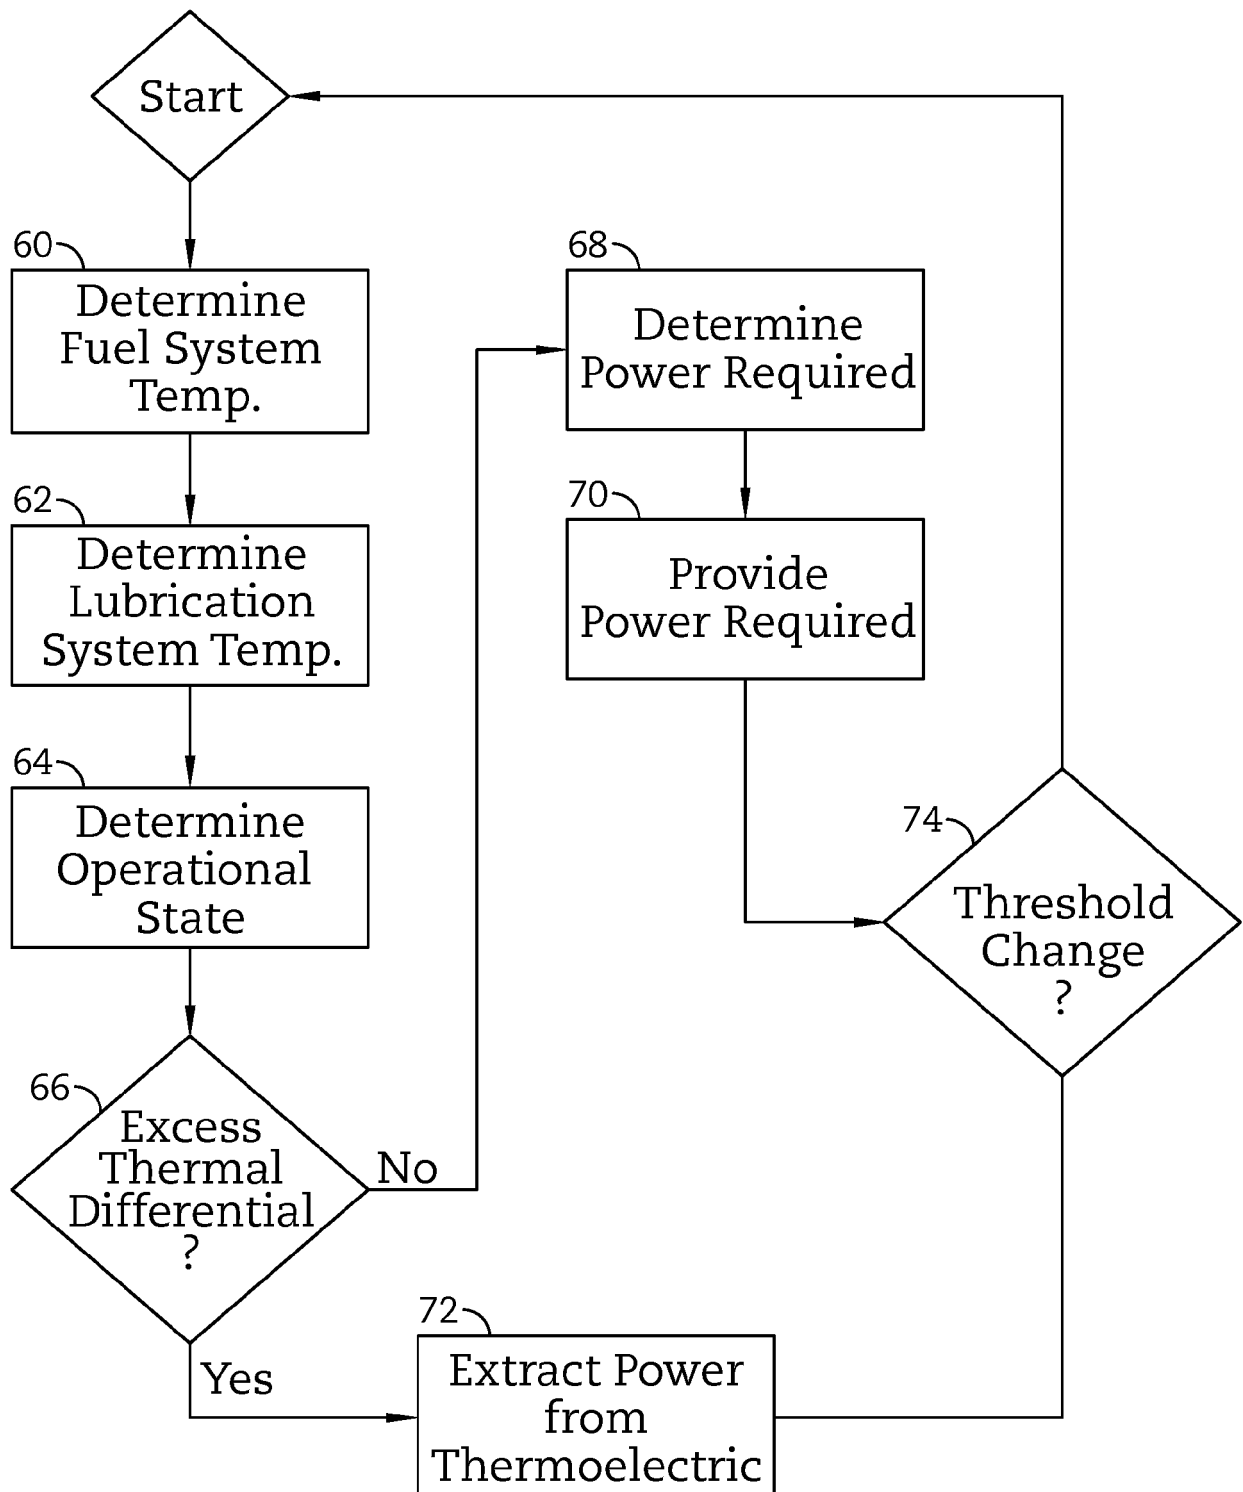 Start
60
Determine
Fuel System
Temp.
62
Determine
Lubrication
System Temp.
64
Determine
Operational
State
66
Excess
Thermal
Differential
?
No
Yes
68
Determine
Power Required
70
Provide
Power Required
72
Extract Power
from
Thermoelectric
74
Threshold
Change
?